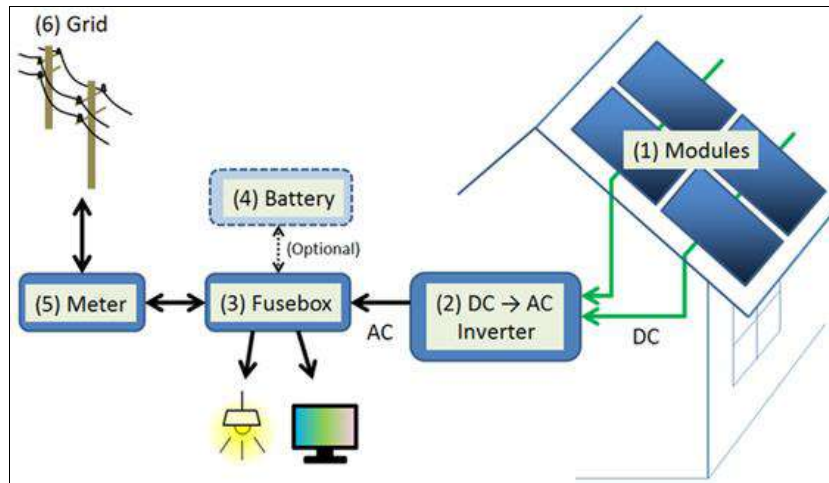 (6) Grid
(1) Modules
(4) Battery
(Optional)
(5) Meter
(3) Fusebox
AC
(2) DC → AC
Inverter
DC